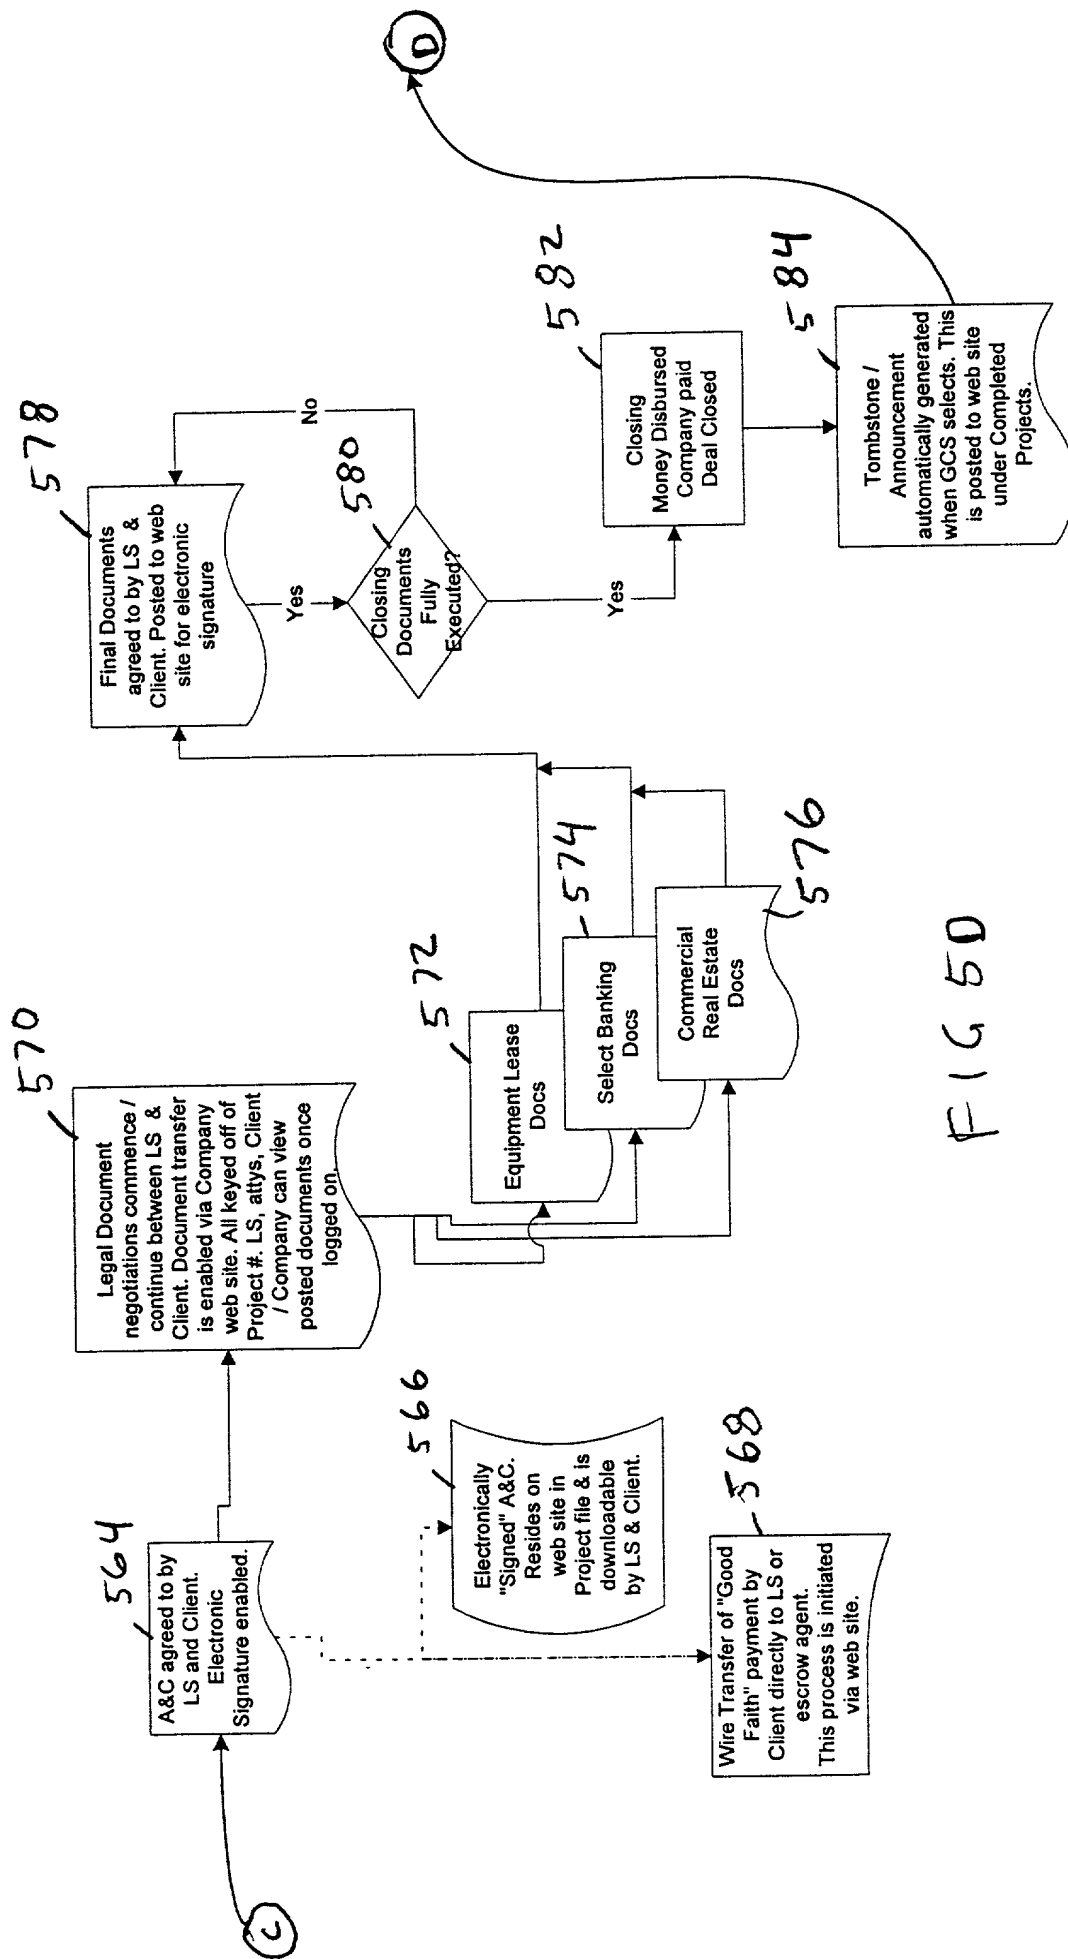 C
564
A&C agreed to by
LS and Client.
Electronic
Signature enabled.
566
Electronically
"Signed" A&C.
Resides on
web site in
Project file & is
downloadable
by LS & Client.
568
Wire Transfer of "Good
Faith" payment by
Client directly to LS or
escrow agent.
This process is initiated
via web site.
570
Legal Document
negotiations commence /
continue between LS &
Client. Document transfer
is enabled via Company
web site. All keyed off of
Project #. LS, attys, Client
/ Company can view
posted documents once
logged on.
572
Equipment Lease
Docs
574
Select Banking
Docs
576
Commercial
Real Estate
Docs
578
Final Documents
agreed to by LS &
Client. Posted to web
site for electronic
signature
Yes
No
580
Closing
Documents
Fully
Executed?
Yes
582
Closing
Money Disbursed
Company paid
Deal Closed
584
Tombstone /
Announcement
automatically generated
when GCS selects. This
is posted to web site
under Completed
Projects.
D
FIG 5D